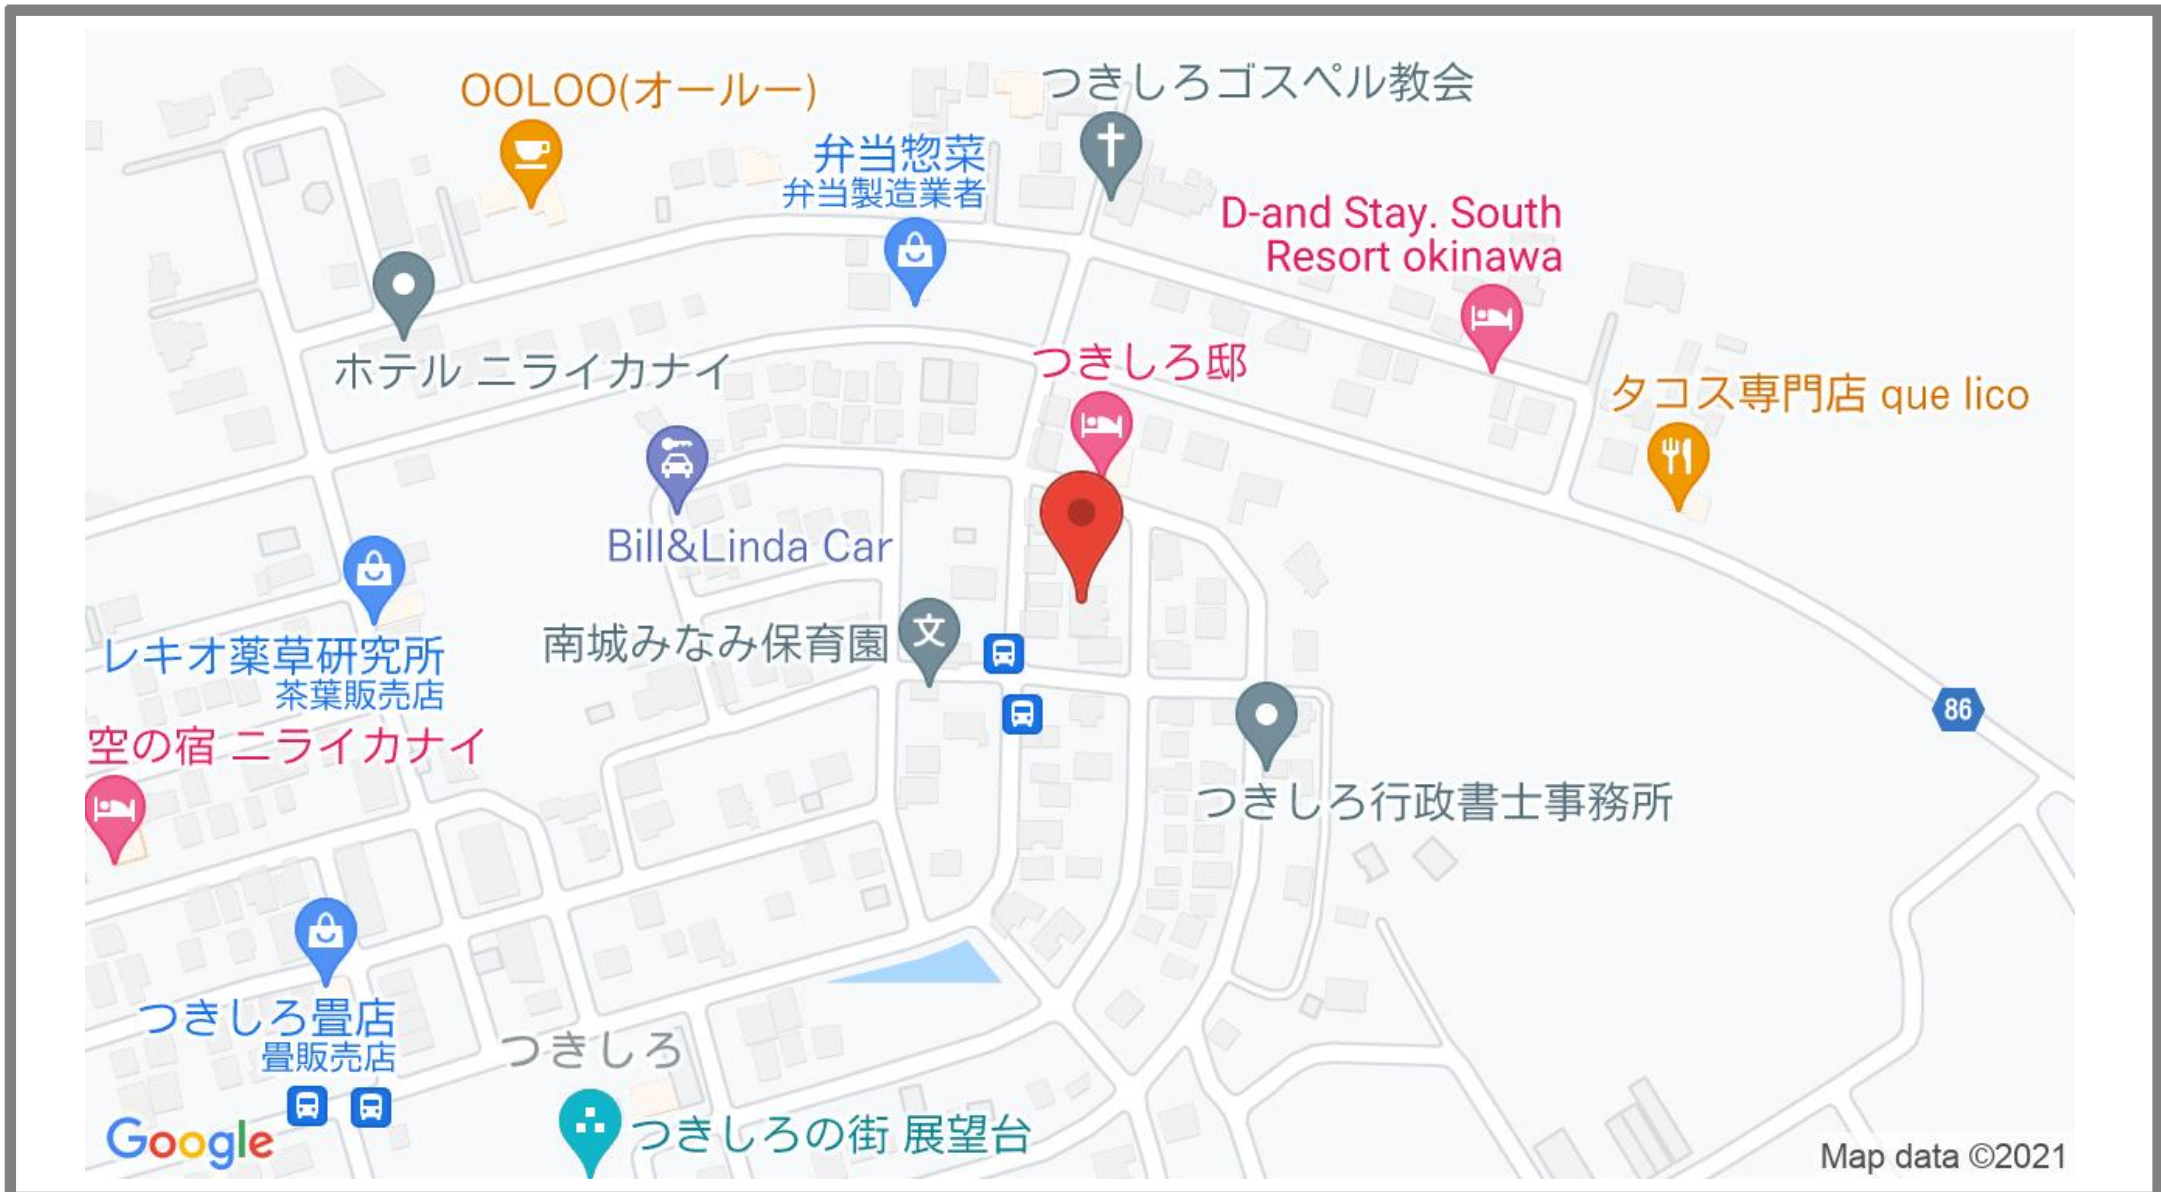 OOLOO(オールー)
つきしろゴスペル教会
弁当惣菜
弁当製造業者
D-and Stay. South
Resort okinawa
ホテル ニライカナイ
つきしろ邸
タコス専門店 que lico
Bill&Linda Car
南城みなみ保育園
文
レキオ薬草研究所
茶葉販売店
86
空の宿 ニライカナイ
つきしろ行政書士事務所
つきしろ畳店
畳販売店
つきしろ
つきしろの街 展望台
Google
Map data ©2021